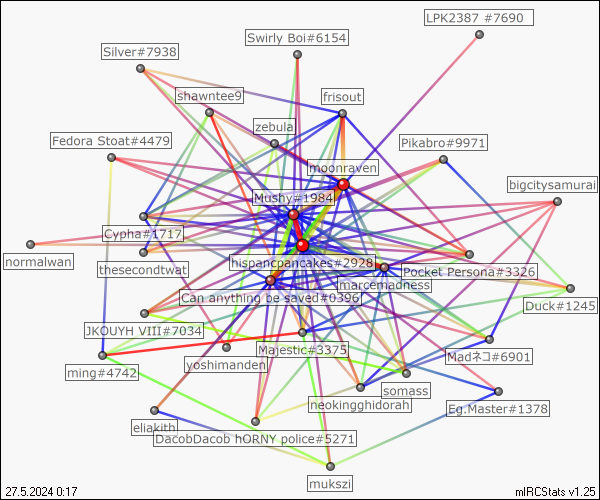 LPK2387 #7690
Swirly Boi#6154
Silver#7938
shawntee9
frisout
zebula
Fedora Stoat#4479
Pikabro#9971
moonraven
bigcitysamurai
Mushy#1984
Cypha#1717
normalwan
thesecondtwat
hispancpancakes#2928
Pocket Persona#3326
marcemadness
Can anything be saved#0396
Duck#1245
JKOUYH VIII#7034
Majestic#3375
Madネコ#6901
yoshimanden
ming#4742
somass
neokingghidorah
Eg.Master#1378
eliakith
DacobDacob hORNY police#5271
mukszi
27.5.2024 0:17
mIRCStats v1.25